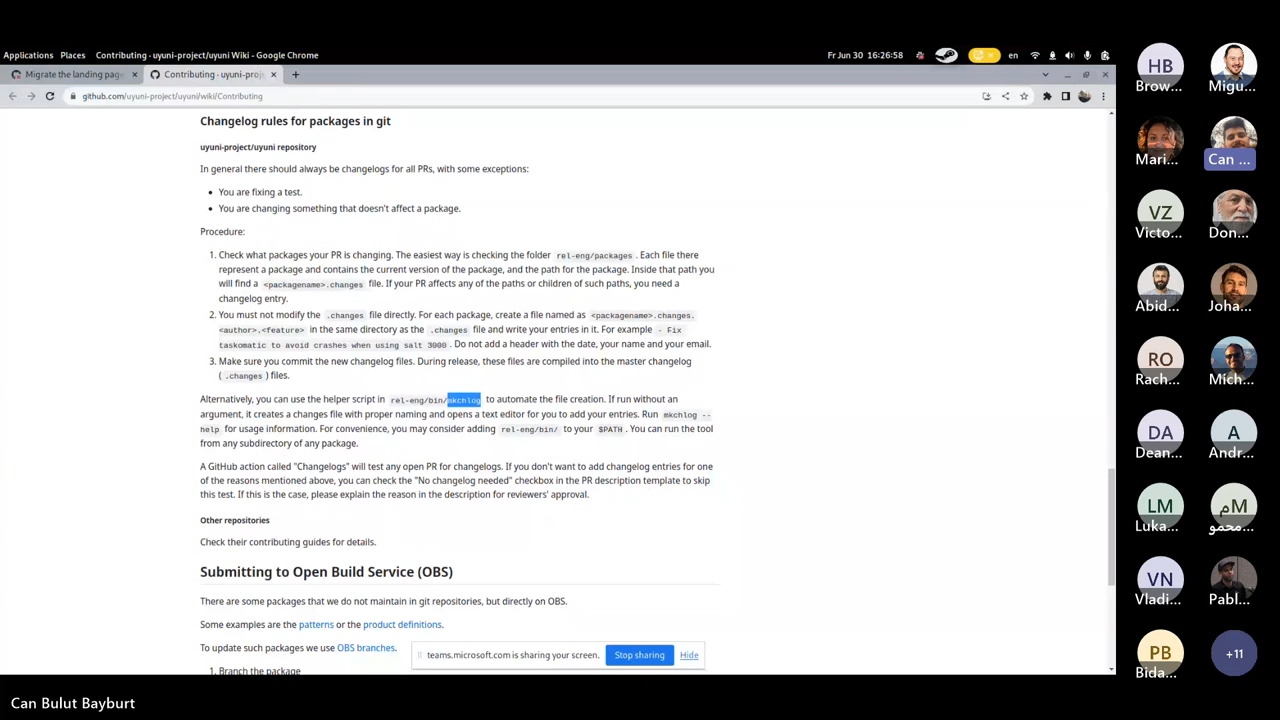 Applications Places Contributing · uyuni-project/uyuni Wiki - Google Chrome Fr Jun 30 16:26:58 en
Migrate the landing page Contributing · uyuni-proj
github.com/uyuni-project/uyuni/wiki/Contributing
Changelog rules for packages in git
uyuni-project/uyuni repository
In general there should always be changelogs for all PRs, with some exceptions:
• You are fixing a test.
• You are changing something that doesn't affect a package.
Procedure:
1. Check what packages your PR is changing. The easiest way is checking the folder rel-eng/packages. Each file there
represent a package and contains the current version of the package, and the path for the package. Inside that path you
will find a <packagename>.changes file. If your PR affects any of the paths or children of such paths, you need a
changelog entry.
2. You must not modify the .changes file directly. For each package, create a file named as <packagename>.changes.
<author>.<feature> in the same directory as the .changes file and write your entries in it. For example - Fix
taskomatic to avoid crashes when using salt 3000. Do not add a header with the date, your name and your email.
3. Make sure you commit the new changelog files. During release, these files are compiled into the master changelog
(.changes) files.
Alternatively, you can use the helper script in rel-eng/bin/mkchlog to automate the file creation. If run without an
argument, it creates a changes file with proper naming and opens a text editor for you to add your entries. Run mkchlog --
help for usage information. For convenience, you may consider adding rel-eng/bin/ to your $PATH. You can run the tool
from any subdirectory of any package.
A GitHub action called "Changelogs" will test any open PR for changelogs. If you don't want to add changelog entries for one
of the reasons mentioned above, you can check the "No changelog needed" checkbox in the PR description template to skip
this test. If this is the case, please explain the reason in the description for reviewers' approval.
Other repositories
Check their contributing guides for details.
Submitting to Open Build Service (OBS)
There are some packages that we do not maintain in git repositories, but directly on OBS.
Some examples are the patterns or the product definitions.
To update such packages we use OBS branches.
1. Branch the package
teams.microsoft.com is sharing your screen. Stop sharing Hide
HB
Brow... Migu...
Mari... Can ...
VZ
Victo... Don...
Abid... Joha...
RO
Rach... Mich...
DA A
Dean... Andr...
LM مM
Luka... محمو...
VN
Vladi... Pabl...
PB +11
Bida...
Can Bulut Bayburt